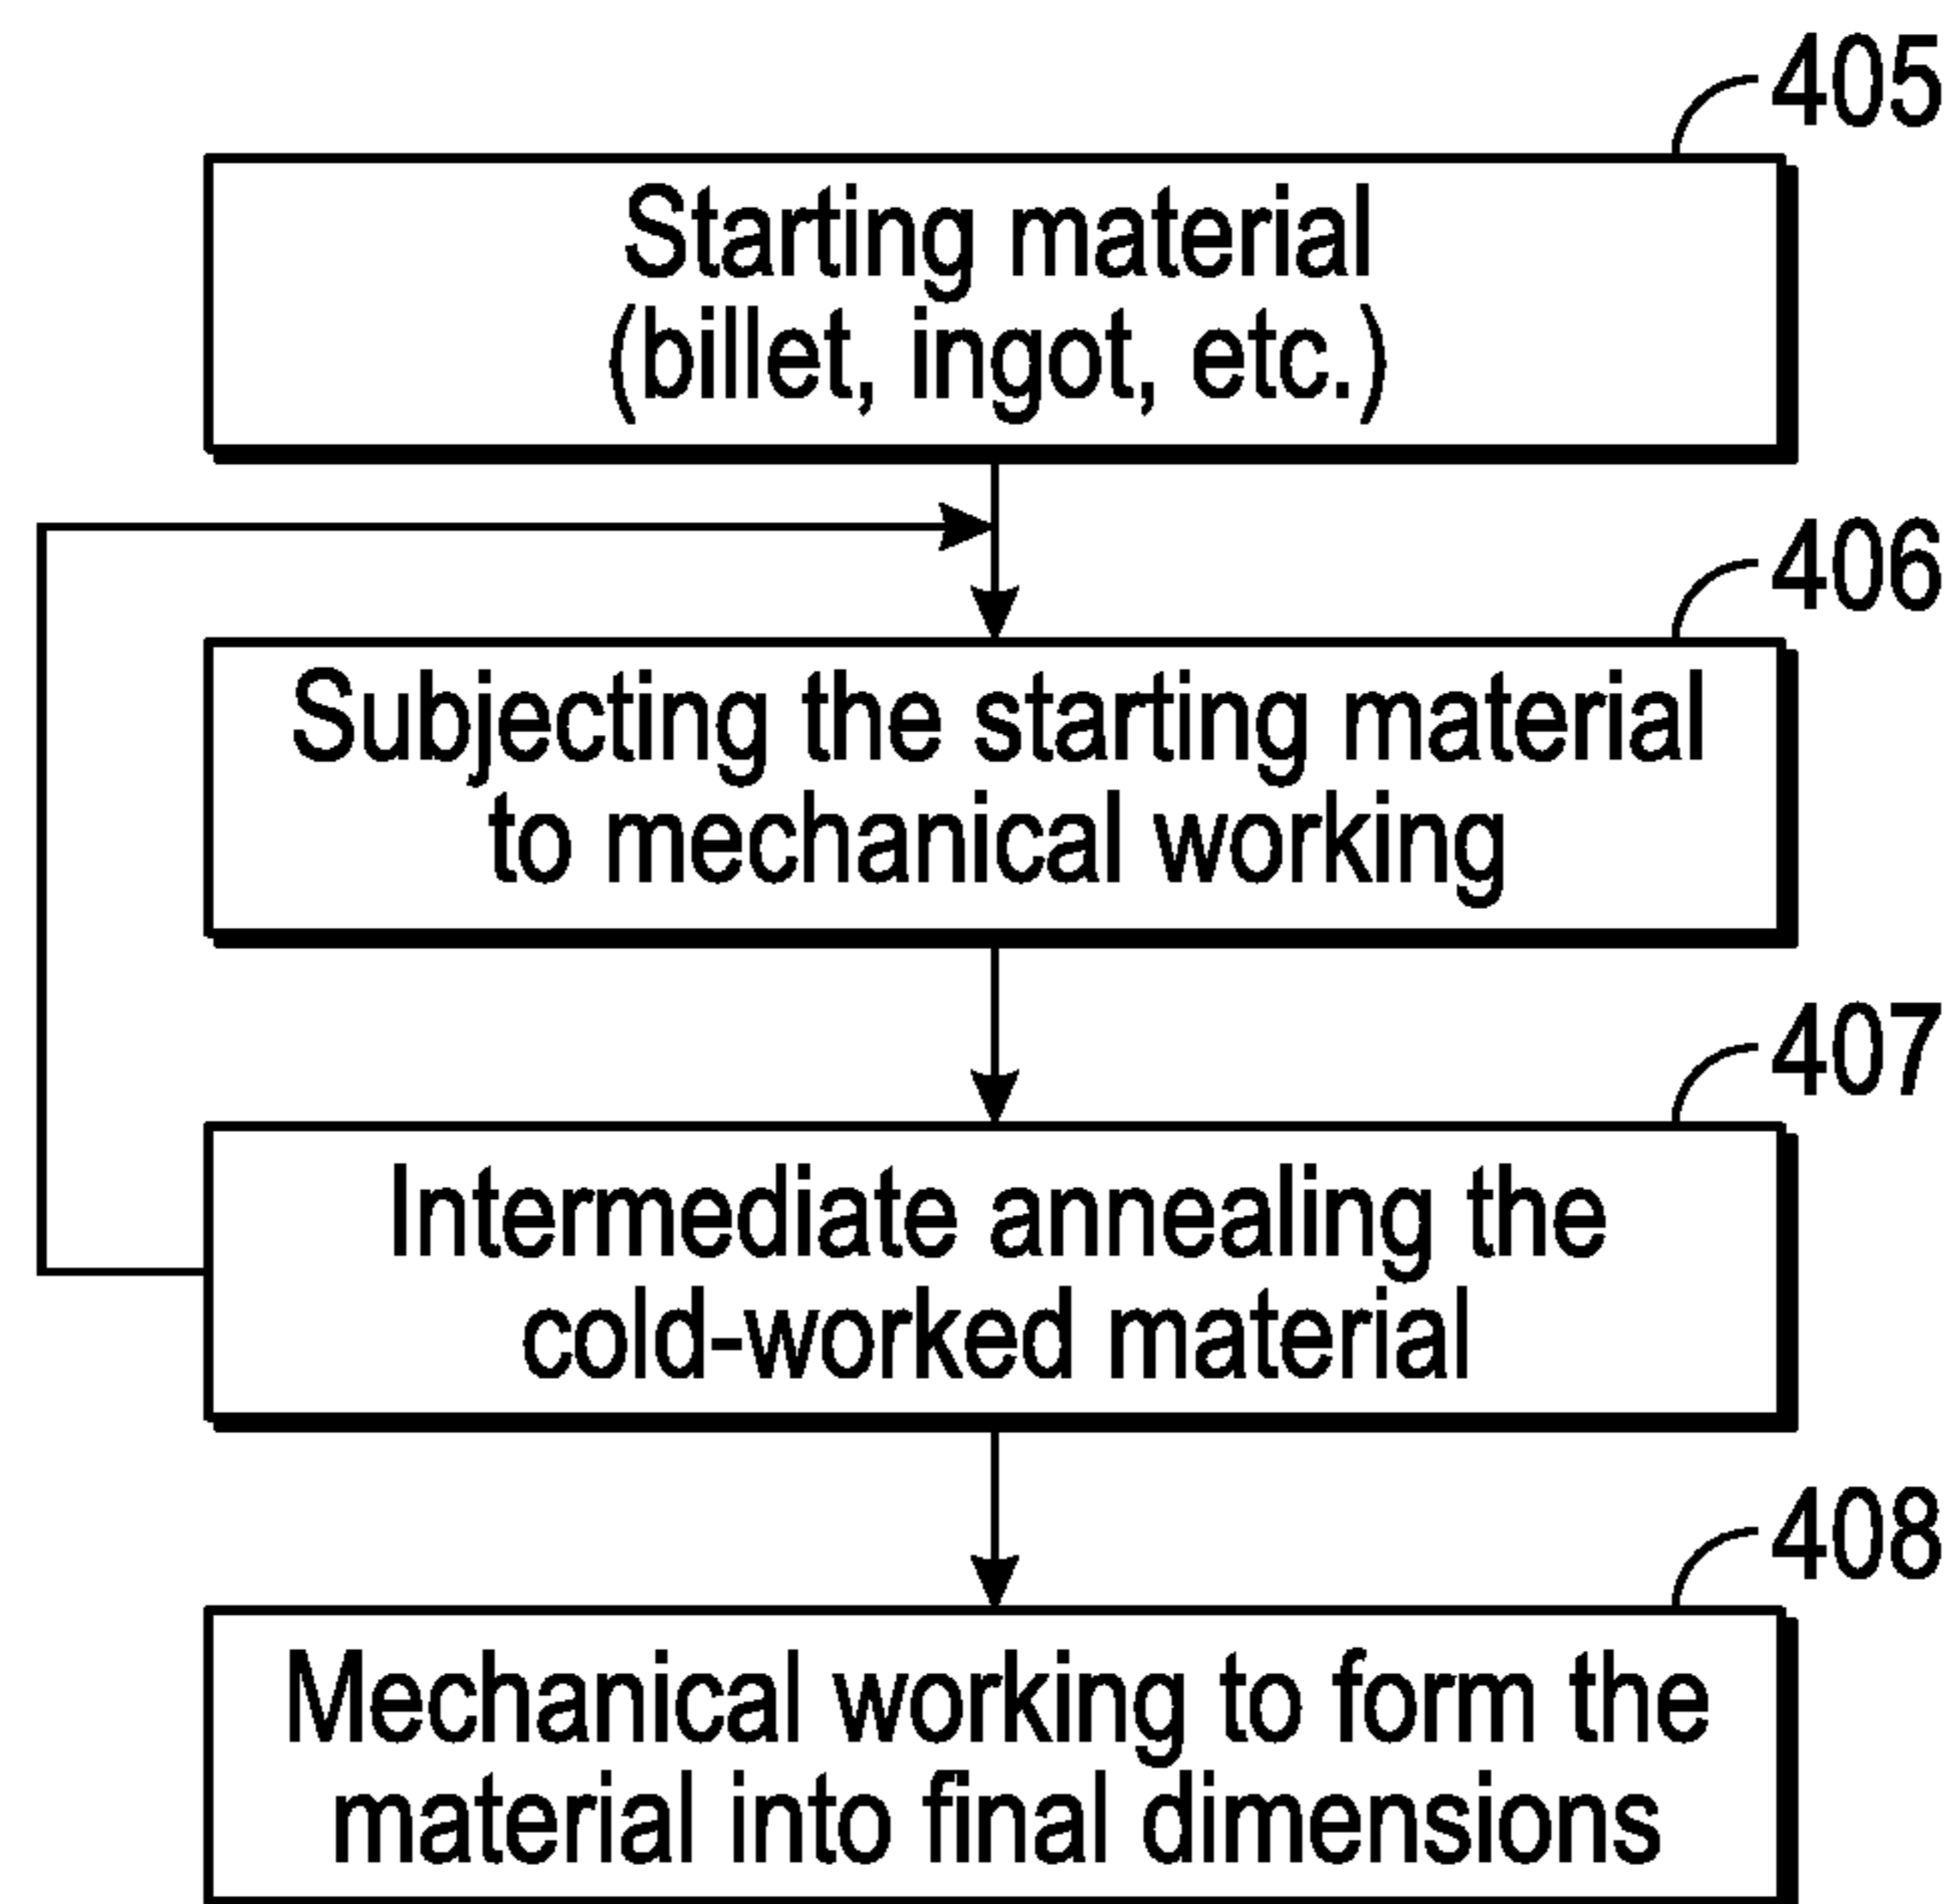 405
Starting material
(billet, ingot, etc.)
406
Subjecting the starting material
to mechanical working
407
Intermediate annealing the
cold-worked material
408
Mechanical working to form the
material into final dimensions